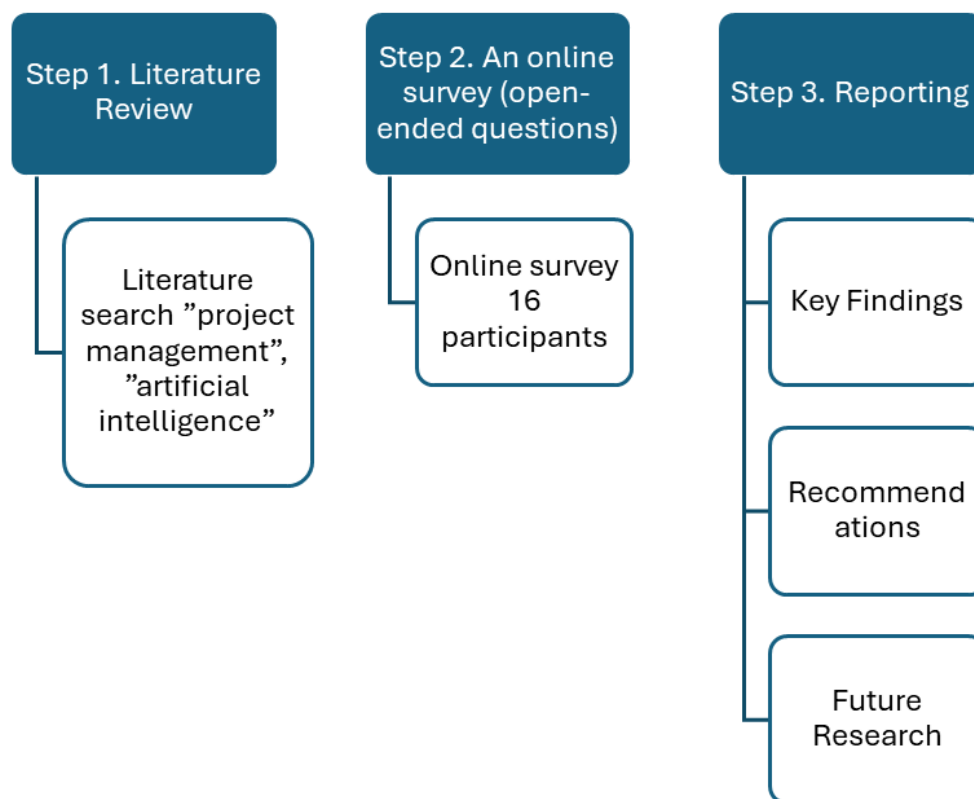 Step 1. Literature
Review
Literature
search ”project
management”,
”artificial
intelligence”
Step 2. An online
survey (open-
ended questions)
Online survey
16
participants
Step 3. Reporting
Key Findings
Recommend
ations
Future
Research